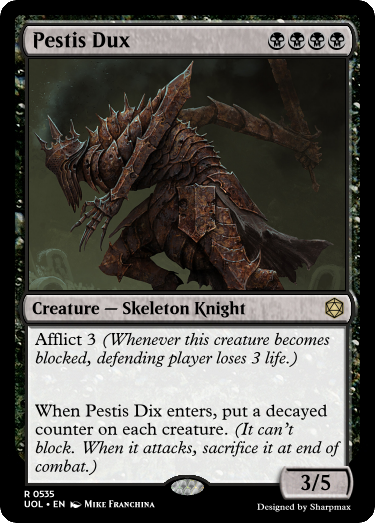 Pestis Dux
Creature — Skeleton Knight
Afflict 3 (Whenever this creature becomes
blocked, defending player loses 3 life.)
When Pestis Dix enters, put a decayed
counter on each creature. (It can't
block. When it attacks, sacrifice it at end of
combat.)
3/5
R 0535
UOL • EN Mike Franchina
Designed by Sharpmax